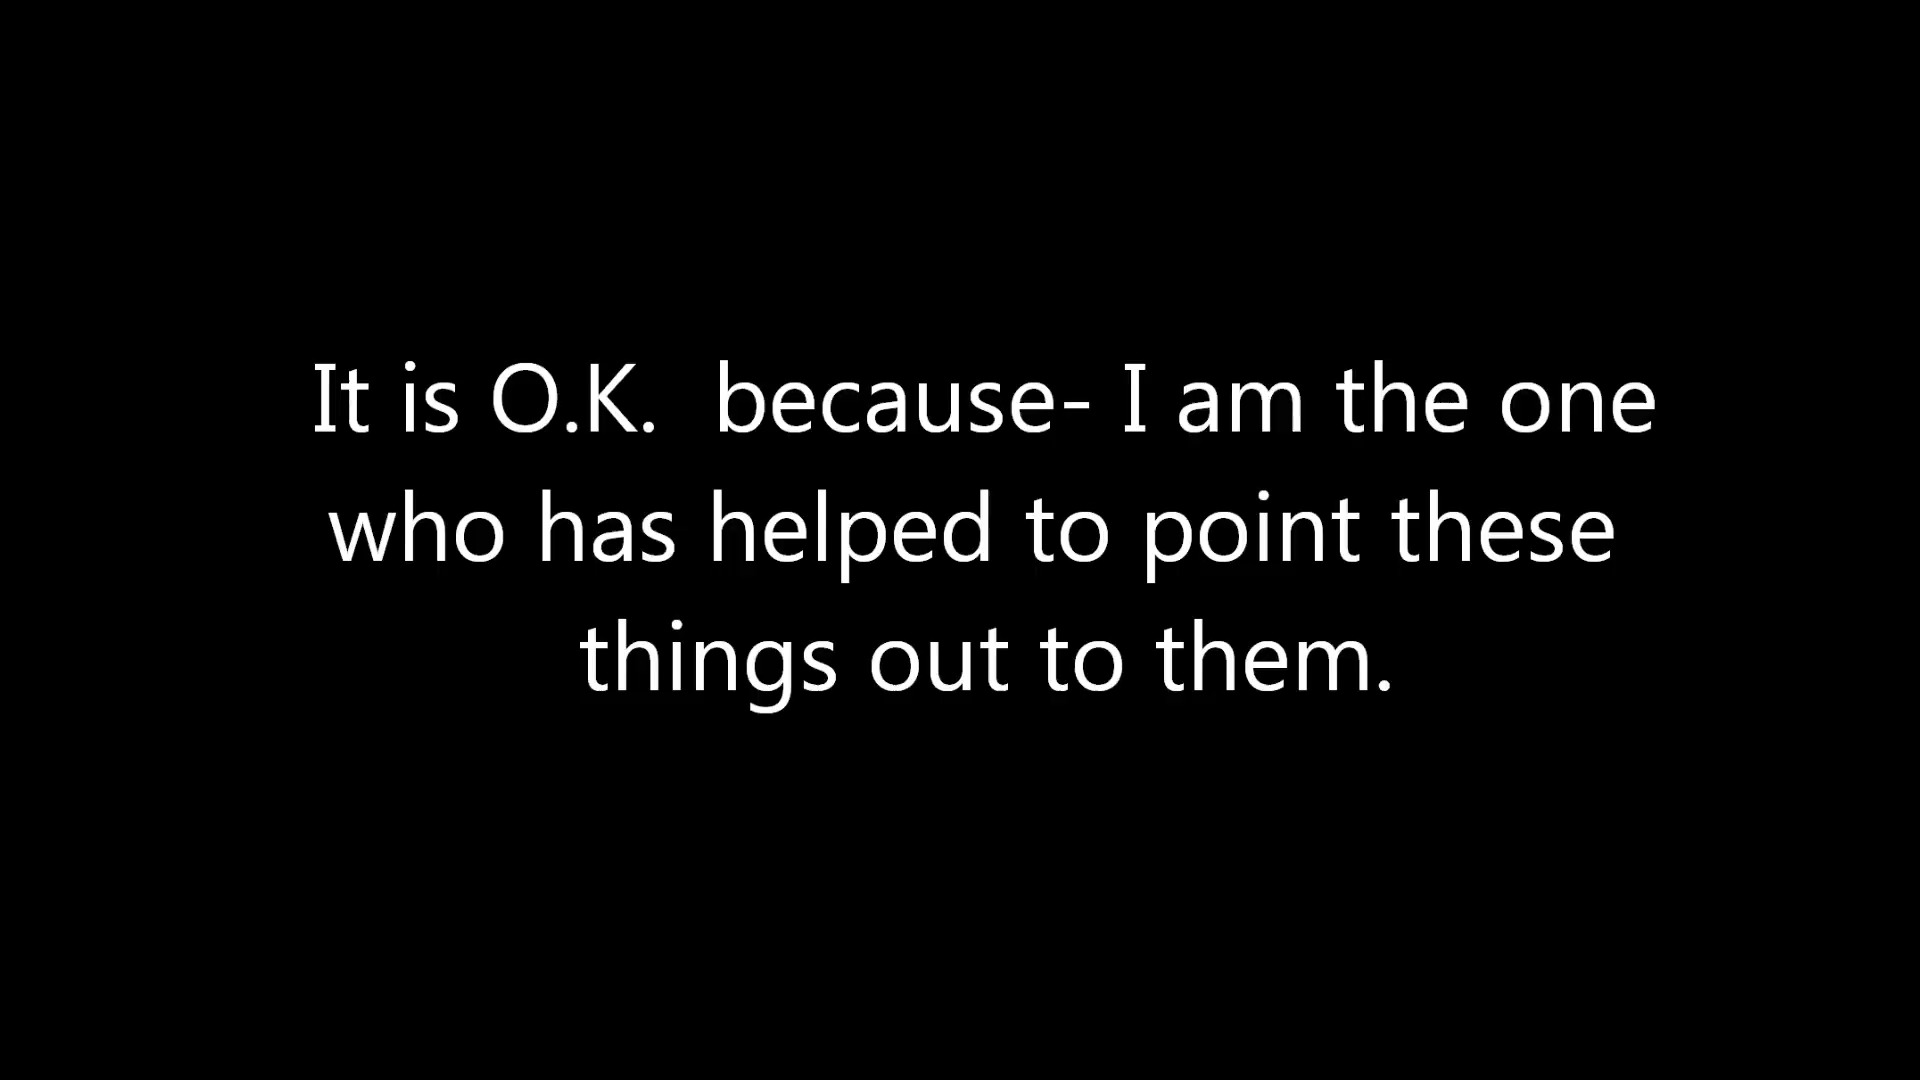 It is O.K.  because- I am the one
who has helped to point these
things out to them.